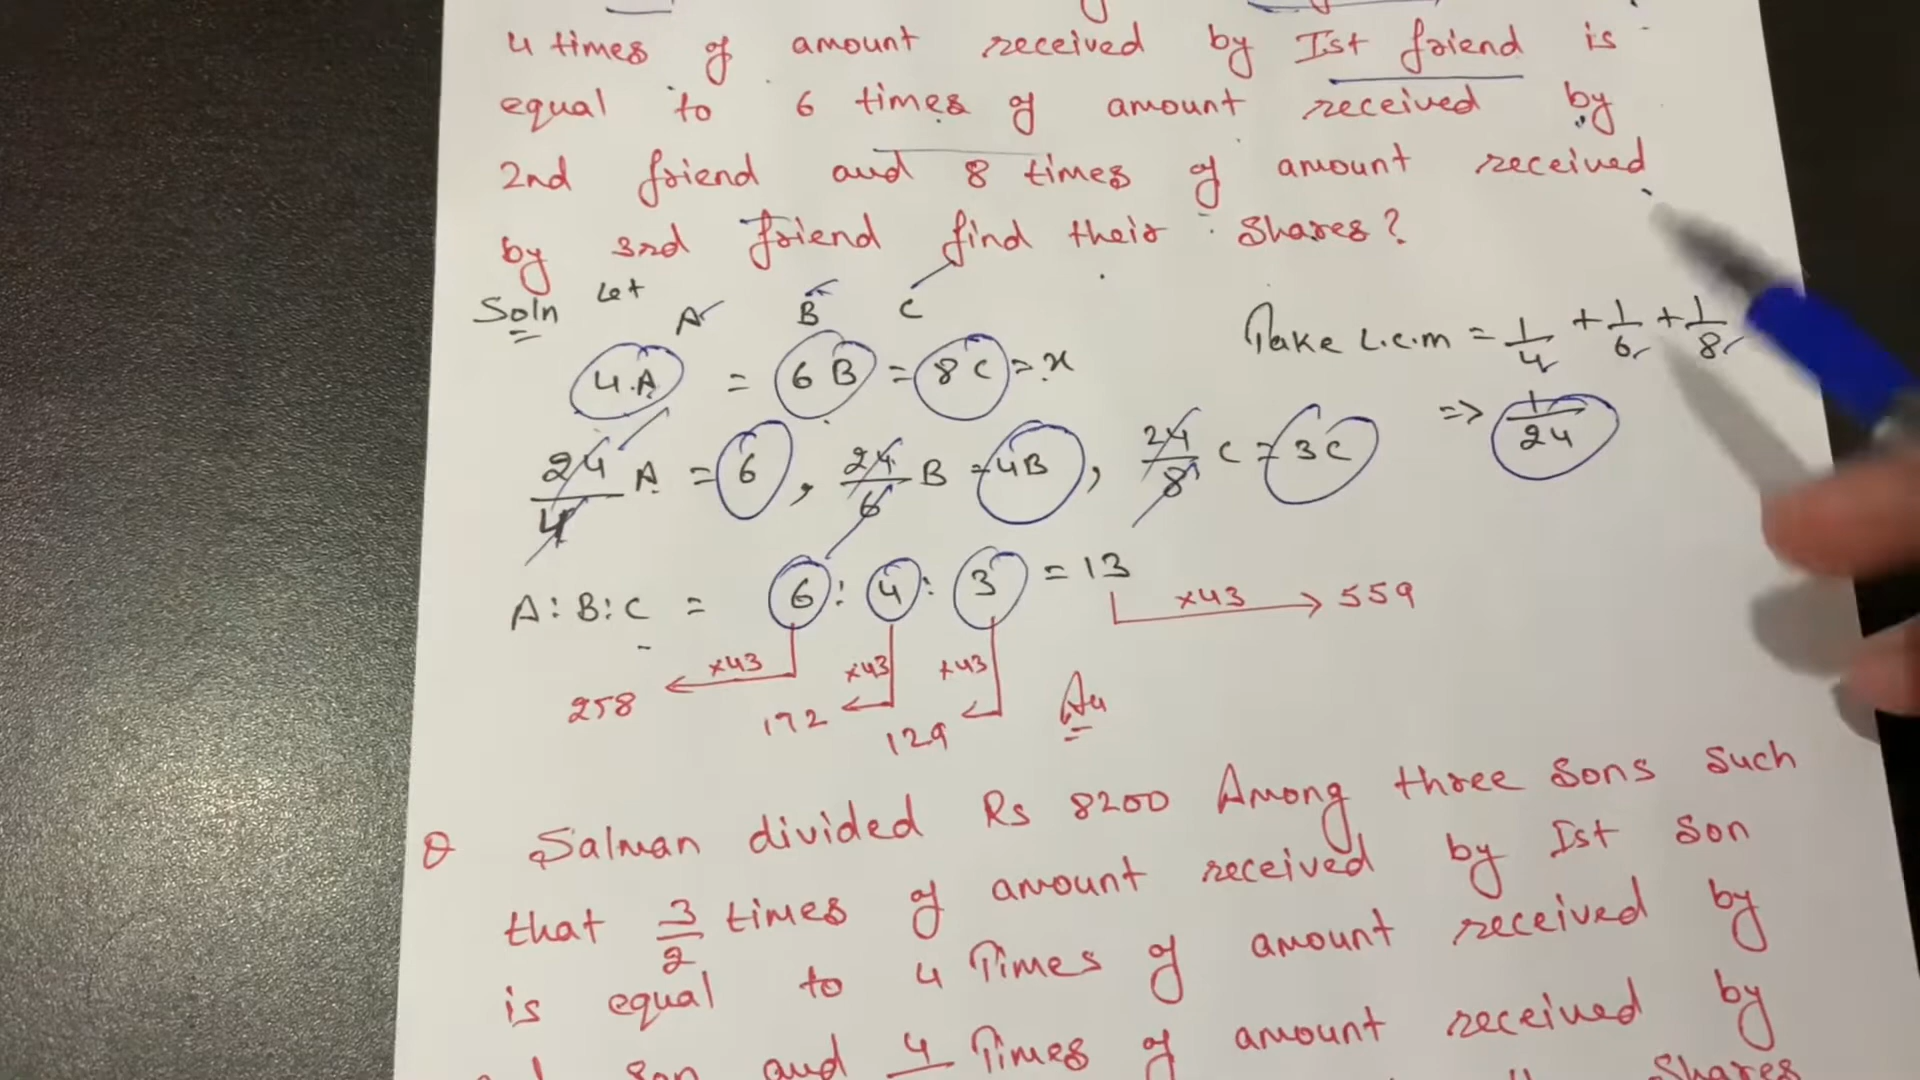 4 times of amount received by Ist friend is
equal to 6 times of amount received by
2nd friend and 8 times of amount received
by 3rd friend find their shares?
Soln Let A B C
4.A = 6B = 8C = x
Take L.c.m = 1/4 + 1/6 + 1/8
=> 1/24
24/4 A = 6, 24/6 B = 4B, 24/8 C = 3C
A:B:C = 6:4:3 = 13
×43 → 559
×43 ×43 ×43
258 172 129
Q Salman divided Rs 8200 Among three sons such
that 3/2 times of amount received by Ist son
is equal to 4 Times of amount received by
son and 4 Times of amount received by
Shares